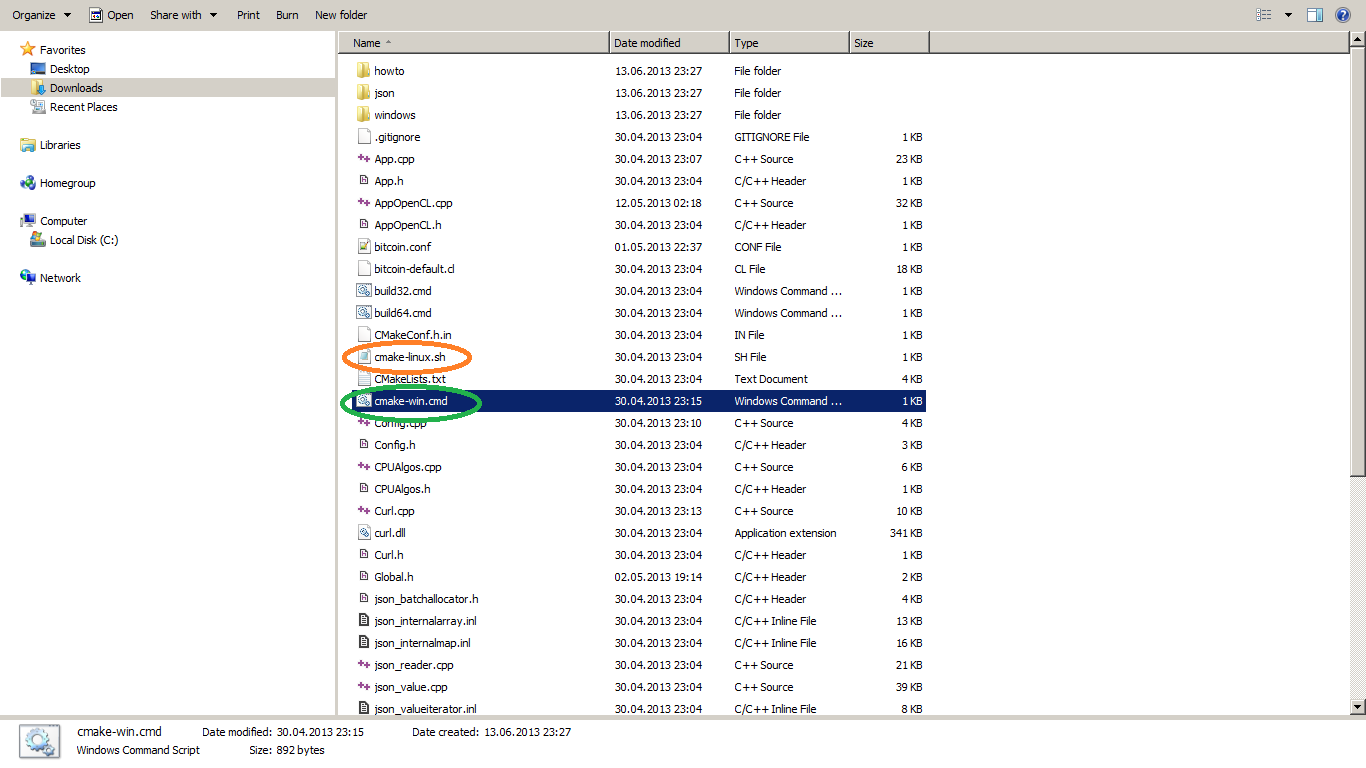 Organize Open Share with Print Burn New folder
Favorites
Desktop
Downloads
Recent Places
Libraries
Homegroup
Computer
Local Disk (C:)
Network
Name Date modified Type Size
howto 13.06.2013 23:27 File folder
json 13.06.2013 23:27 File folder
windows 13.06.2013 23:27 File folder
.gitignore 30.04.2013 23:04 GITIGNORE File 1 KB
App.cpp 30.04.2013 23:07 C++ Source 23 KB
App.h 30.04.2013 23:04 C/C++ Header 1 KB
AppOpenCL.cpp 12.05.2013 02:18 C++ Source 32 KB
AppOpenCL.h 30.04.2013 23:04 C/C++ Header 1 KB
bitcoin.conf 01.05.2013 22:37 CONF File 1 KB
bitcoin-default.cl 30.04.2013 23:04 CL File 18 KB
build32.cmd 30.04.2013 23:04 Windows Command ... 1 KB
build64.cmd 30.04.2013 23:04 Windows Command ... 1 KB
CMakeConf.h.in 30.04.2013 23:04 IN File 1 KB
cmake-linux.sh 30.04.2013 23:04 SH File 1 KB
CMakeLists.txt 30.04.2013 23:04 Text Document 4 KB
cmake-win.cmd 30.04.2013 23:15 Windows Command ... 1 KB
Config.cpp 30.04.2013 23:10 C++ Source 4 KB
Config.h 30.04.2013 23:04 C/C++ Header 3 KB
CPUAlgos.cpp 30.04.2013 23:04 C++ Source 6 KB
CPUAlgos.h 30.04.2013 23:04 C/C++ Header 1 KB
Curl.cpp 30.04.2013 23:13 C++ Source 10 KB
curl.dll 30.04.2013 23:04 Application extension 341 KB
Curl.h 30.04.2013 23:04 C/C++ Header 1 KB
Global.h 02.05.2013 19:14 C/C++ Header 2 KB
json_batchallocator.h 30.04.2013 23:04 C/C++ Header 4 KB
json_internalarray.inl 30.04.2013 23:04 C/C++ Inline File 13 KB
json_internalmap.inl 30.04.2013 23:04 C/C++ Inline File 16 KB
json_reader.cpp 30.04.2013 23:04 C++ Source 21 KB
json_value.cpp 30.04.2013 23:04 C++ Source 39 KB
json_valueiterator.inl 30.04.2013 23:04 C/C++ Inline File 8 KB
cmake-win.cmd Date modified: 30.04.2013 23:15 Date created: 13.06.2013 23:27
Windows Command Script Size: 892 bytes